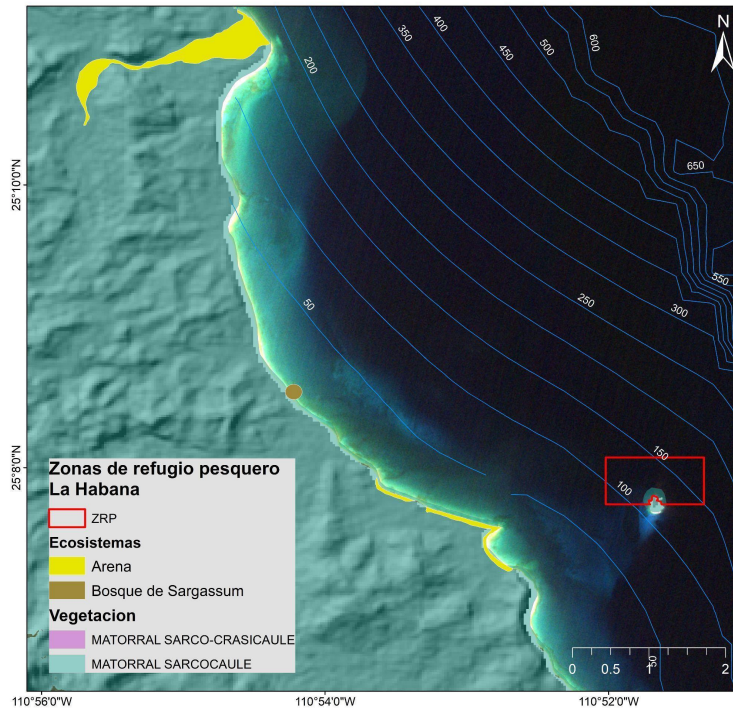 N
600
500
400
450
350
200
650
25°10'0"N
550
250
300
50
150
100
25°8'0"N
Zonas de refugio pesquero
La Habana
ZRP
Ecosistemas
Arena
Bosque de Sargassum
Vegetacion
MATORRAL SARCO-CRASICAULE
MATORRAL SARCOCAULE
50
0 0.5 1 2
110°56'0"W 110°54'0"W 110°52'0"W